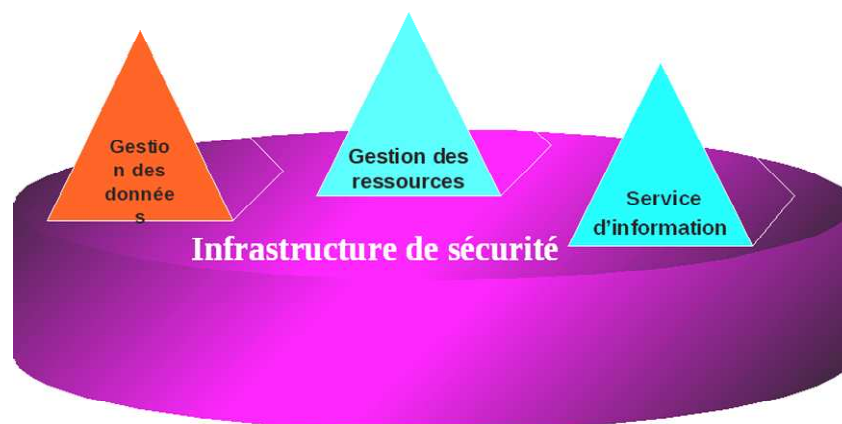 Gestio
n des
donnée
s
Gestion des
ressources
Service
d’information
Infrastructure de sécurité